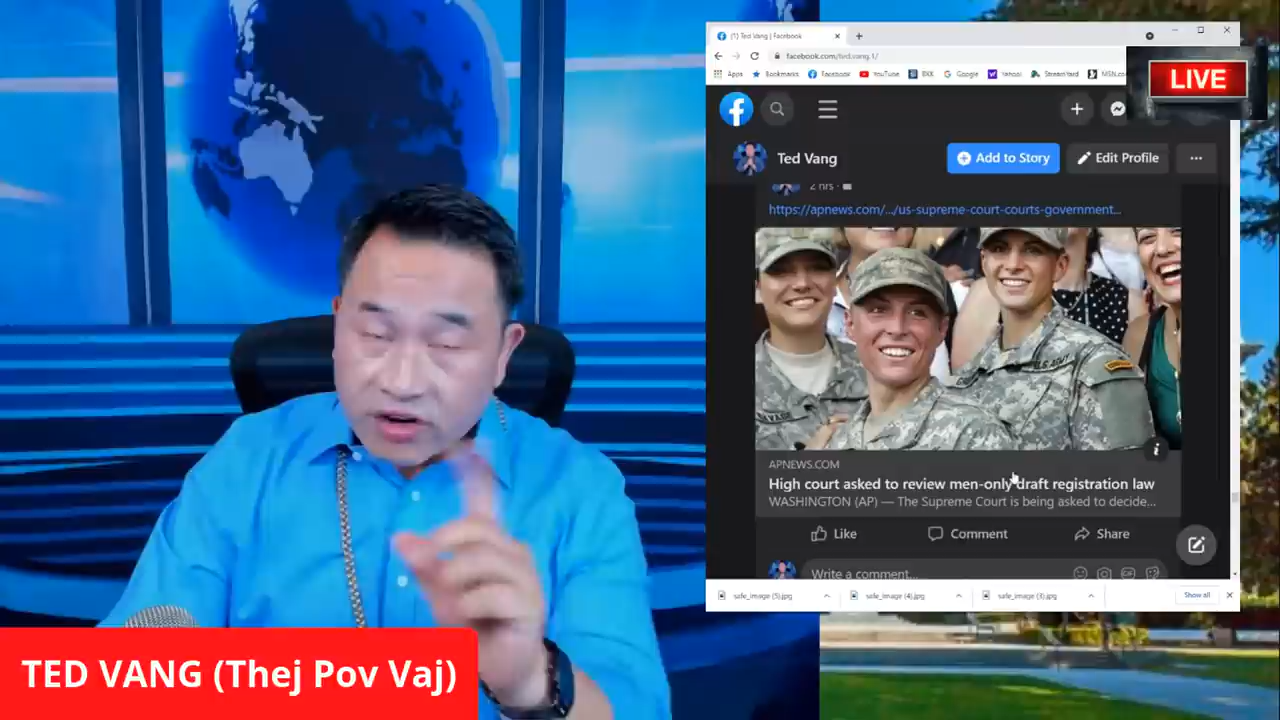 (1) Ted Vang | Facebook
facebook.com/ted.vang.1/
Apps Bookmarks Facebook YouTube Google Yahoo! StreamYard
LIVE
Ted Vang
Add to Story
Edit Profile
2 hrs
https://apnews.com/.../us-supreme-court-courts-government...
U.S. ARMY
APNEWS.COM
High court asked to review men-only draft registration law
WASHINGTON (AP) — The Supreme Court is being asked to decide...
Like Comment Share
Write a comment...
GIF
safe_image (5).jpg safe_image (4).jpg safe_image (3).jpg Show all
TED VANG (Thej Pov Vaj)